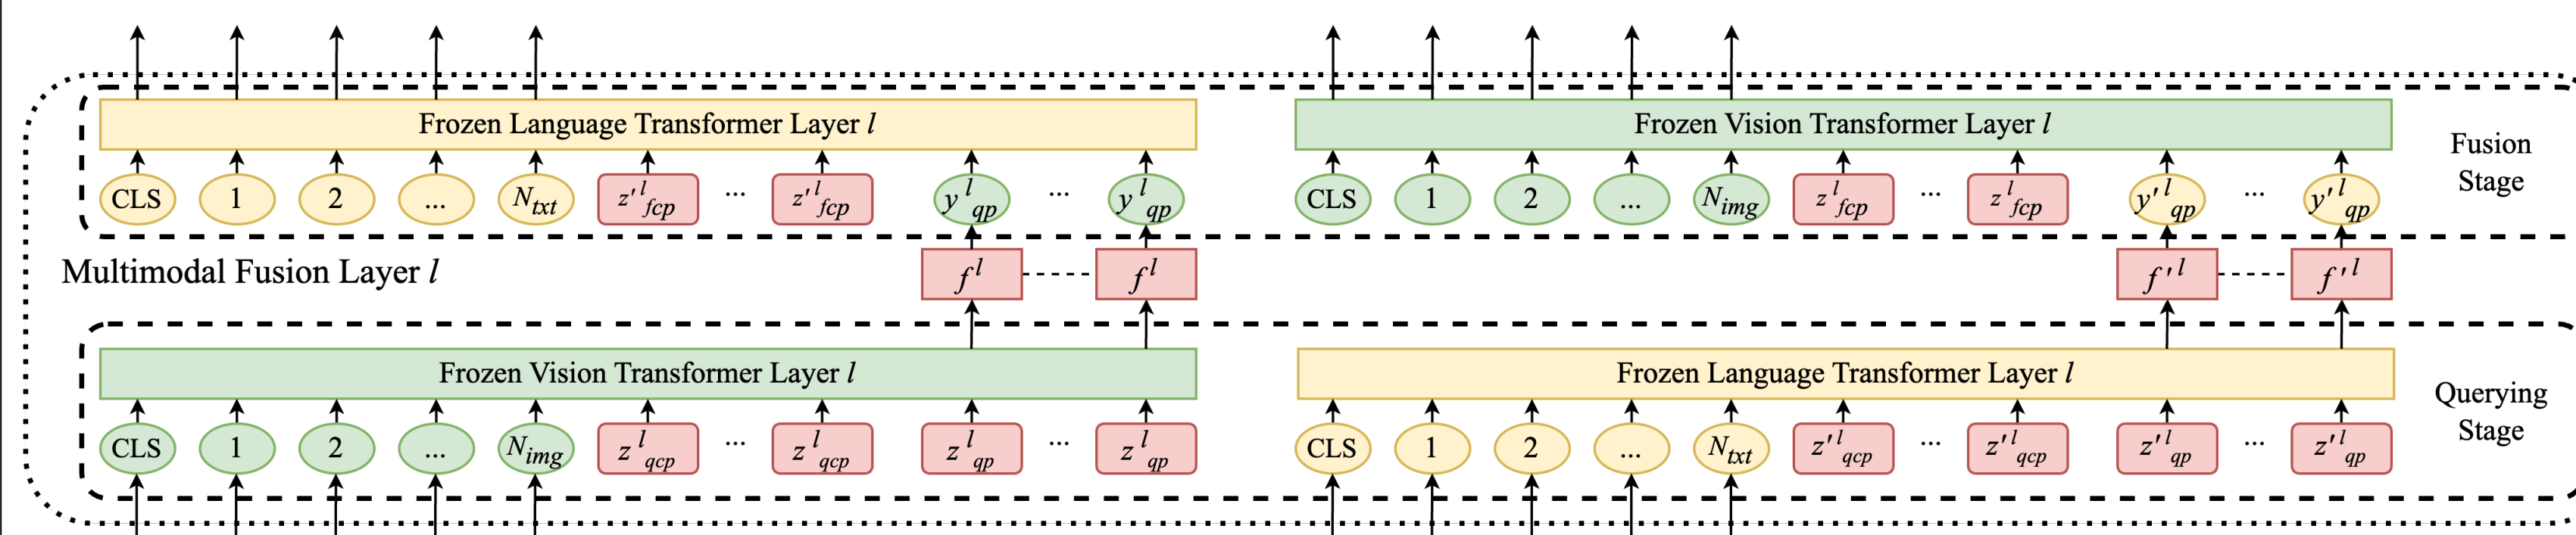 Frozen Language Transformer Layer l
Frozen Vision Transformer Layer l
Fusion
Stage
CLS 1 2 ... N_txt z'^l_fcp ... z'^l_fcp y^l_qp ... y^l_qp
CLS 1 2 ... N_img z^l_fcp ... z^l_fcp y'^l_qp ... y'^l_qp
Multimodal Fusion Layer l
f^l f^l
f'^l f'^l
Frozen Vision Transformer Layer l
Frozen Language Transformer Layer l
Querying
Stage
CLS 1 2 ... N_img z^l_qcp ... z^l_qcp z^l_qp ... z^l_qp
CLS 1 2 ... N_txt z'^l_qcp ... z'^l_qcp z'^l_qp ... z'^l_qp